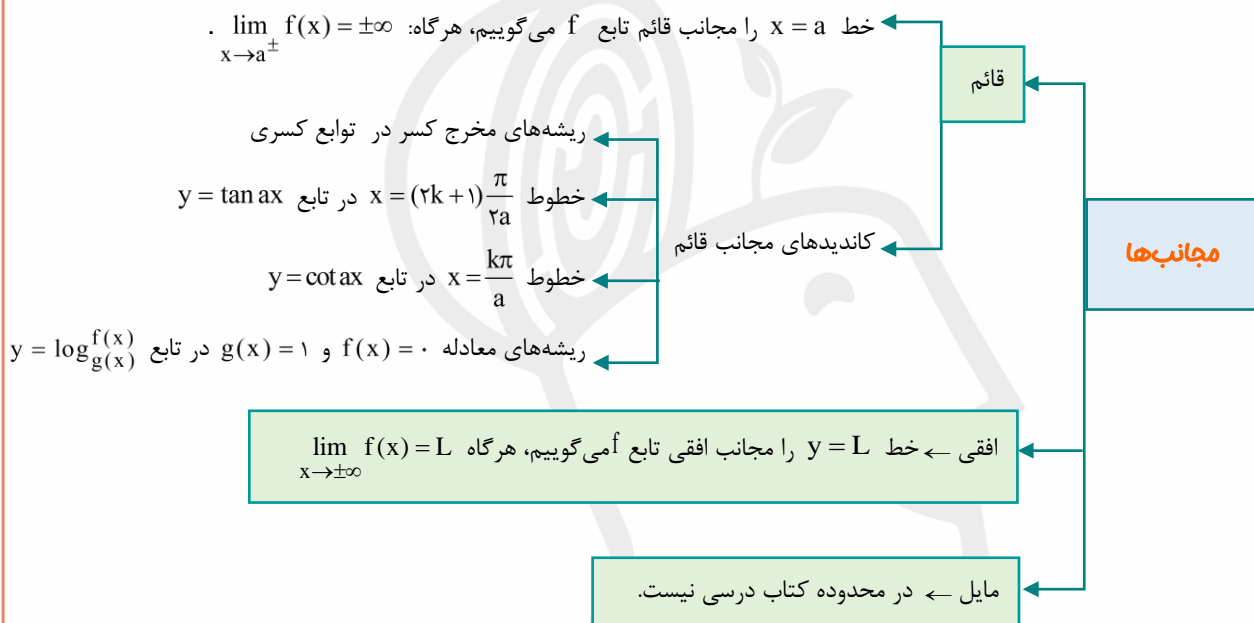 مجانب‌ها
قائم
خط x = a را مجانب قائم تابع f می‌گوییم، هرگاه: lim x→a± f(x) = ±∞ .
کاندیدهای مجانب قائم
ریشه‌های مخرج کسر در توابع کسری
خطوط x = (۲k + ۱) π/۲a در تابع y = tan ax
خطوط x = kπ/a در تابع y = cot ax
ریشه‌های معادله f(x) = ۰ و g(x) = ۱ در تابع y = log_{g(x)}^{f(x)}
افقی ← خط y = L را مجانب افقی تابع f می‌گوییم، هرگاه lim x→±∞ f(x) = L
مایل ← در محدوده کتاب درسی نیست.